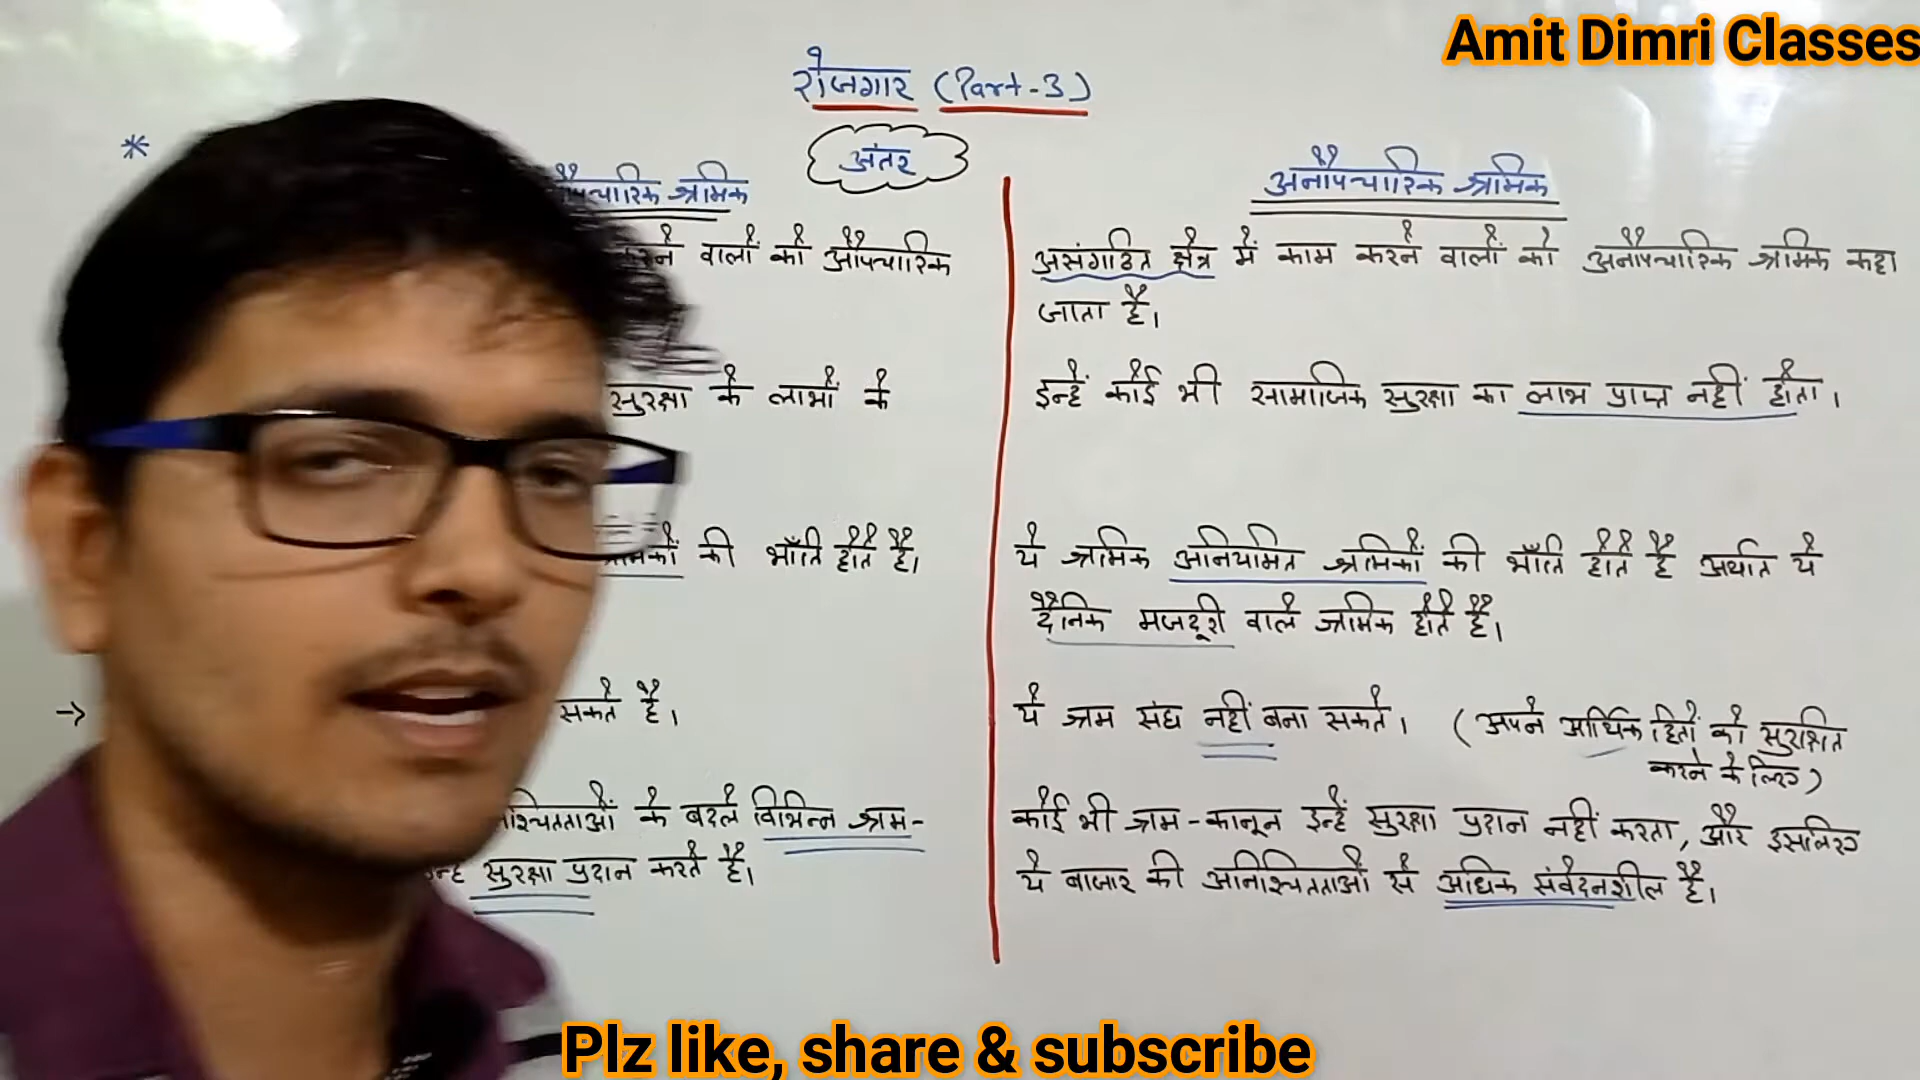 Amit Dimri Classes
रोजगार (Part-3)
* अंतर
श्रमिक
अनौपचारिक श्रमिक
वालों को औपचारिक
सुरक्षा के लाभों के
की भाँति होते है।
→ सकते है।
के बदले विभिन्न श्रम-
सुरक्षा प्रदान करते है।
असंगठित क्षेत्र में काम करने वालों को अनौपचारिक श्रमिक कहा
जाता है।
इन्हें कोई भी सामाजिक सुरक्षा का लाभ प्राप्त नहीं होता।
ये श्रमिक अनियमित श्रमिकों की भाँति होते है अर्थात ये
दैनिक मजदूरी वाले श्रमिक होते है।
ये श्रम संघ नहीं बना सकते। (अपने आर्थिक हितों को सुरक्षित
करने के लिए)
कोई भी श्रम-कानून इन्हें सुरक्षा प्रदान नहीं करता, और इसलिए
ये बाजार की अनिश्चितताओं से अधिक संवेदनशील है।
Plz like, share & subscribe